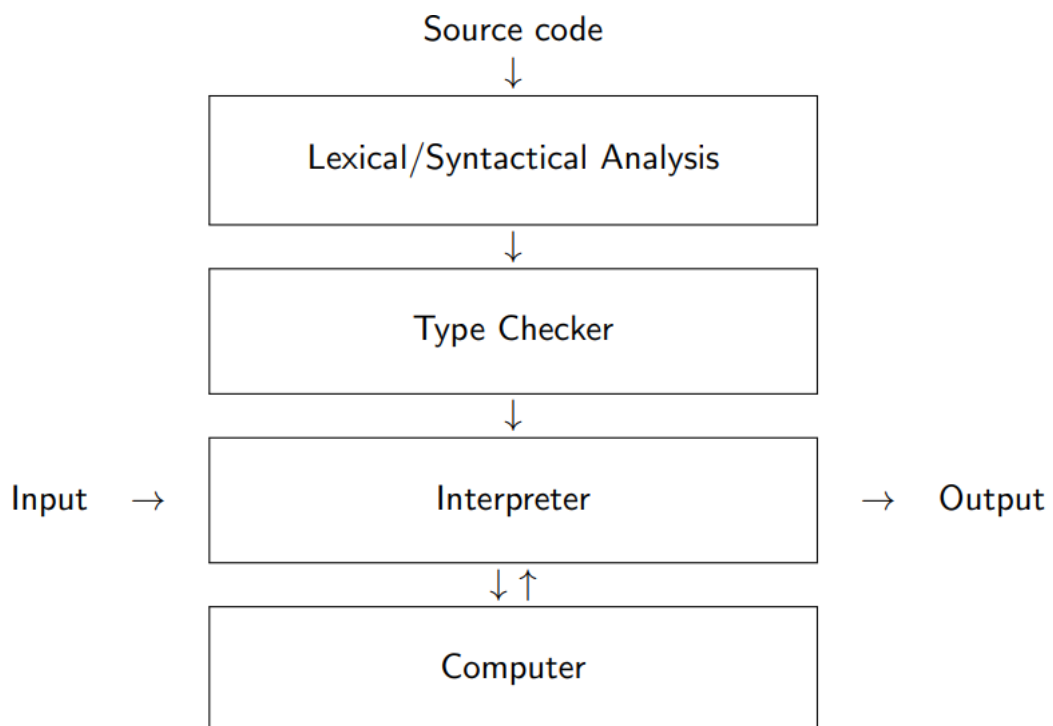 Source code
↓
Lexical/Syntactical Analysis
↓
Type Checker
↓
Input → Interpreter → Output
↓↑
Computer